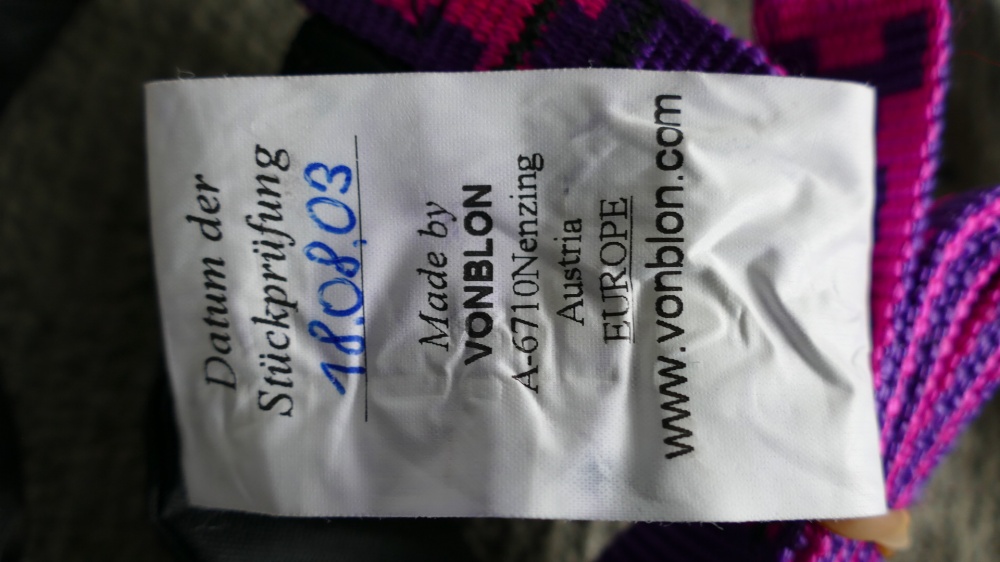 Datum der
Stückprüfung
18.08.03
Made by
VONBLON
A-6710Nenzing
Austria
EUROPE
www.vonblon.com